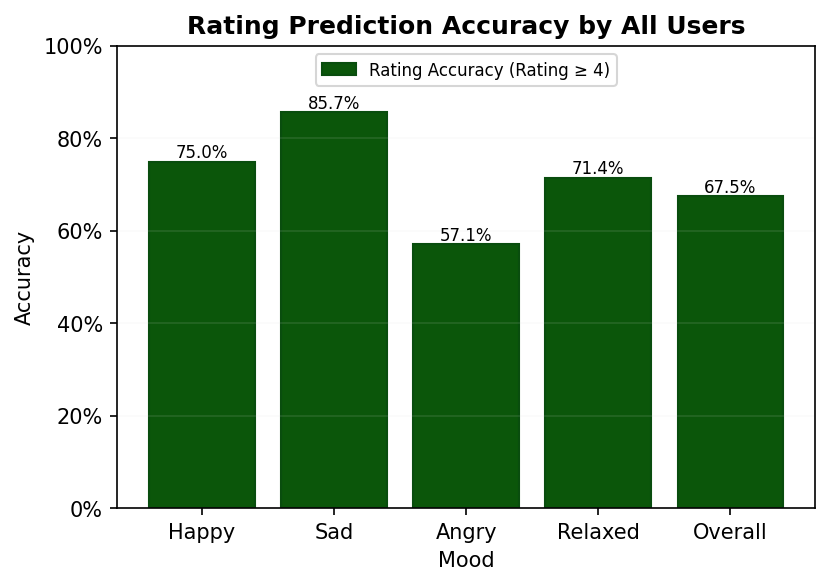 Rating Prediction Accuracy by All Users
100%
80%
60%
40%
20%
0%
Accuracy
Rating Accuracy (Rating ≥ 4)
75.0%
85.7%
57.1%
71.4%
67.5%
Happy
Sad
Angry
Relaxed
Overall
Mood